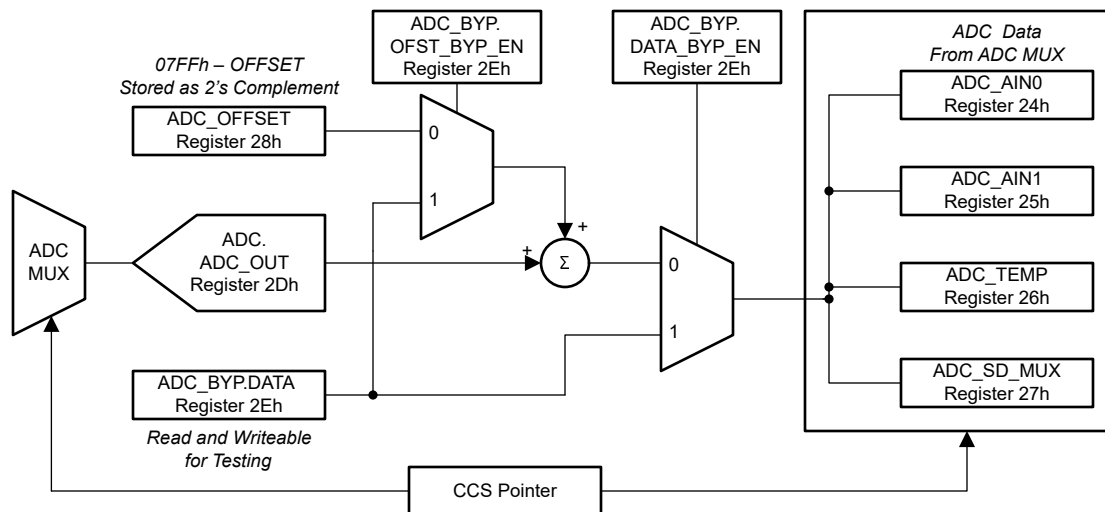 ADC_BYP.
OFST_BYP_EN
Register 2Eh
ADC_BYP.
DATA_BYP_EN
Register 2Eh
ADC  Data
From ADC MUX
07FFh – OFFSET
Stored as 2’s Complement
ADC_OFFSET
Register 28h
0
1
ADC_AIN0
Register 24h
ADC_AIN1
Register 25h
ADC
MUX
ADC.
ADC_OUT
Register 2Dh
+
+
Σ
0
1
ADC_TEMP
Register 26h
ADC_SD_MUX
Register 27h
ADC_BYP.DATA
Register 2Eh
Read and Writeable
for Testing
CCS Pointer